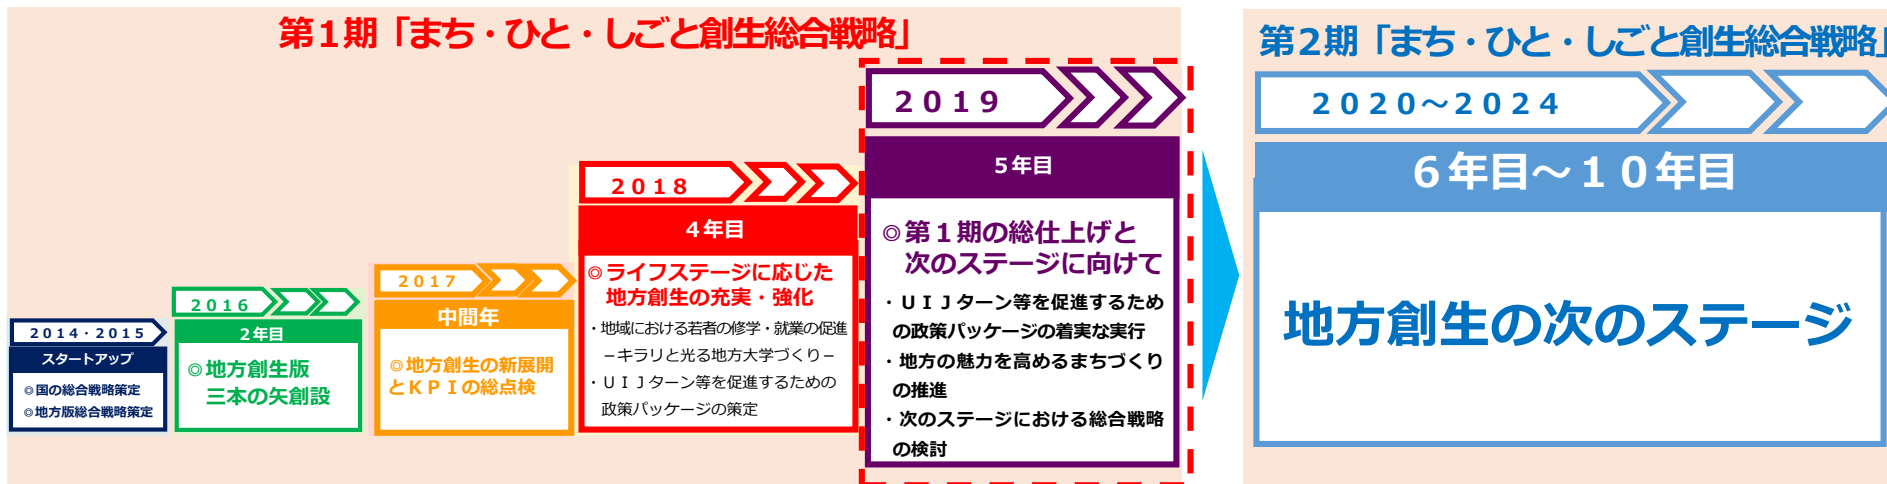 第１期「まち・ひと・しごと創生総合戦略」
２０１４・２０１５
スタートアップ
◎国の総合戦略策定
◎地方版総合戦略策定
２０１６
２年目
◎地方創生版
三本の矢創設
２０１７
中間年
◎地方創生の新展開
とＫＰＩの総点検
２０１８
４年目
◎ライフステージに応じた
地方創生の充実・強化
・地域における若者の修学・就業の促進
－キラリと光る地方大学づくり－
・ＵＩＪターン等を促進するための
政策パッケージの策定
２０１９
５年目
◎第１期の総仕上げと
次のステージに向けて
・ＵＩＪターン等を促進するため
の政策パッケージの着実な実行
・地方の魅力を高めるまちづくり
の推進
・次のステージにおける総合戦略
の検討
第２期「まち・ひと・しごと創生総合戦略」
２０２０～２０２４
６年目～１０年目
地方創生の次のステージ